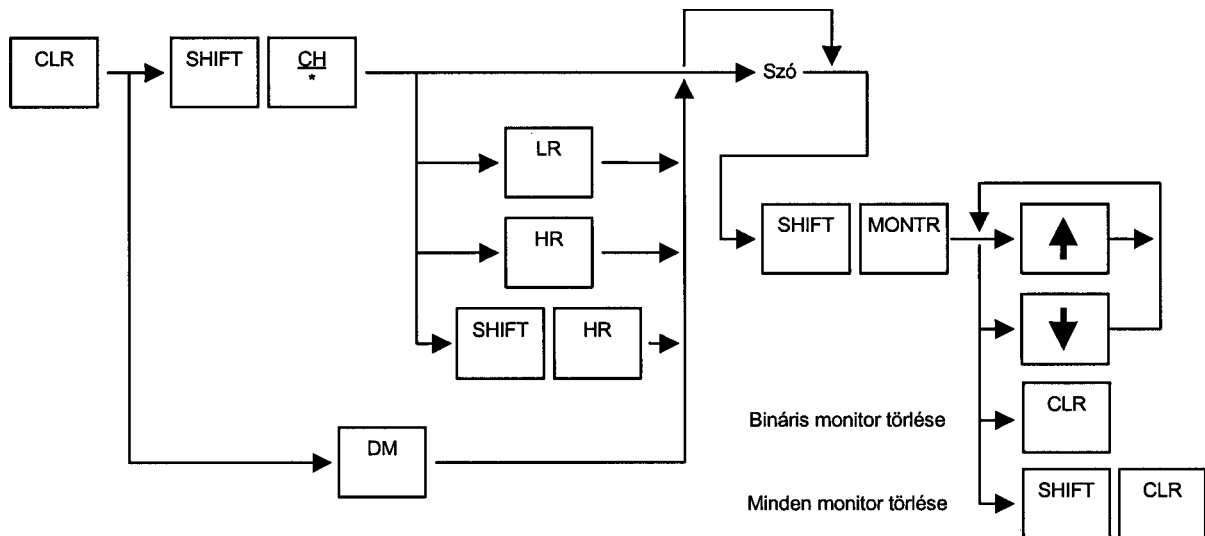 CLR
SHIFT
CH
*
Szó
LR
HR
SHIFT
HR
DM
SHIFT
MONTR
Bináris monitor törlése
CLR
Minden monitor törlése
SHIFT
CLR